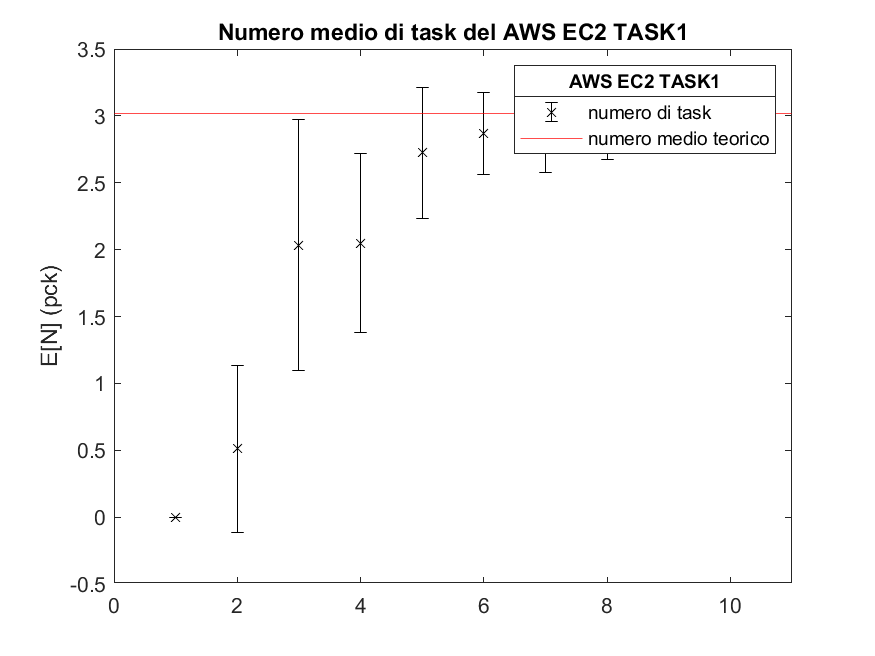 Numero medio di task del AWS EC2 TASK1
3.5
3
2.5
2
1.5
1
0.5
0
-0.5
E[N] (pck)
0 2 4 6 8 10
AWS EC2 TASK1
numero di task
numero medio teorico